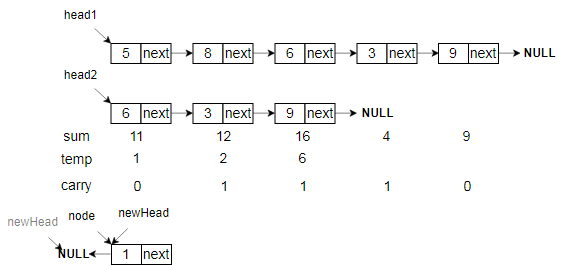 head1
5 next 8 next 6 next 3 next 9 next NULL
head2
6 next 3 next 9 next NULL
sum 11 12 16 4 9
temp 1 2 6
carry 0 1 1 1 0
newHead node newHead
NULL 1 next